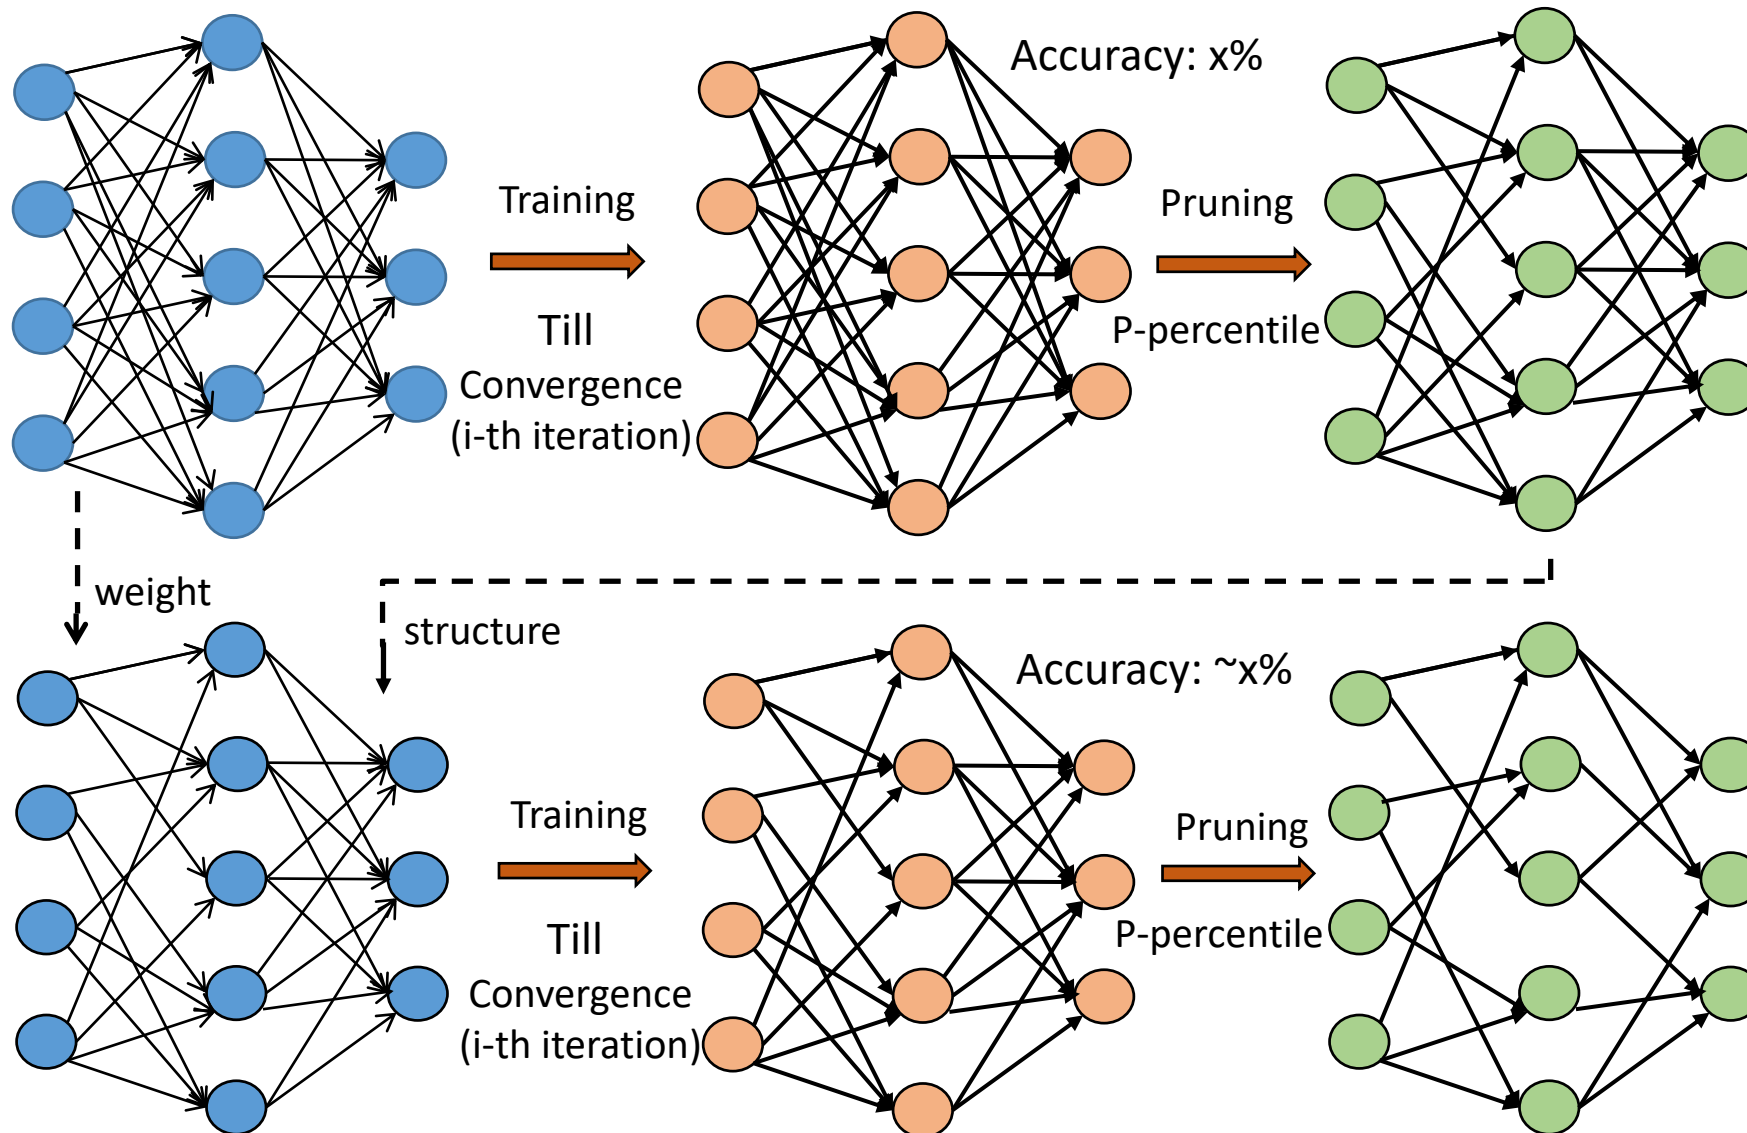 Accuracy: x%
Training
Till
Convergence
(i-th iteration)
Pruning
P-percentile
weight
structure
Accuracy: ~x%
Training
Till
Convergence
(i-th iteration)
Pruning
P-percentile